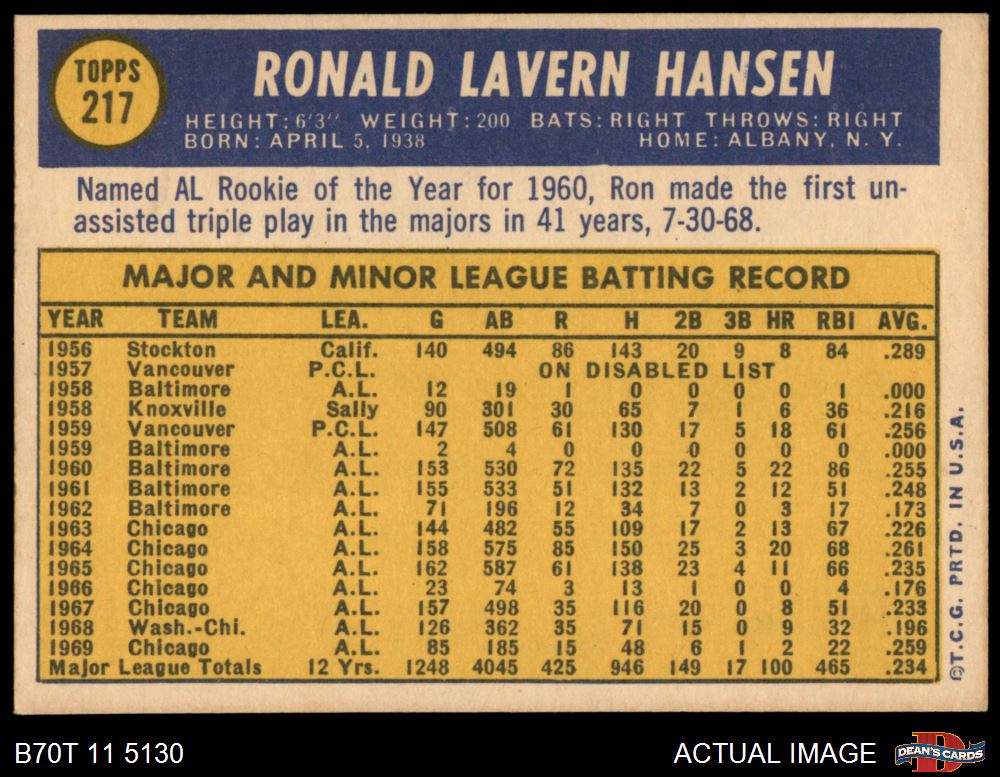 TOPPS
217
RONALD LAVERN HANSEN
HEIGHT: 6'3" WEIGHT: 200 BATS: RIGHT THROWS: RIGHT
BORN: APRIL 5, 1938 HOME: ALBANY, N. Y.
Named AL Rookie of the Year for 1960, Ron made the first un-
assisted triple play in the majors in 41 years, 7-30-68.
MAJOR AND MINOR LEAGUE BATTING RECORD
YEAR TEAM LEA. G AB R H 2B 3B HR RBI AVG.
1956 Stockton Calif. 140 494 86 143 20 9 8 84 .289
1957 Vancouver P.C.L. ON DISABLED LIST
1958 Baltimore A.L. 12 19 1 0 0 0 0 1 .000
1958 Knoxville Sally 90 301 30 65 7 1 6 36 .216
1959 Vancouver P.C.L. 147 508 61 130 17 5 18 61 .256
1959 Baltimore A.L. 2 4 0 0 0 0 0 0 .000
1960 Baltimore A.L. 153 530 72 135 22 5 22 86 .255
1961 Baltimore A.L. 155 533 51 132 13 2 12 51 .248
1962 Baltimore A.L. 71 196 12 34 7 0 3 17 .173
1963 Chicago A.L. 144 482 55 109 17 2 13 67 .226
1964 Chicago A.L. 158 575 85 150 25 3 20 68 .261
1965 Chicago A.L. 162 587 61 138 23 4 11 66 .235
1966 Chicago A.L. 23 74 3 13 1 0 0 4 .176
1967 Chicago A.L. 157 498 35 116 20 0 8 51 .233
1968 Wash.-Chi. A.L. 126 362 35 71 15 0 9 32 .196
1969 Chicago A.L. 85 185 15 48 6 1 2 22 .259
Major League Totals 12 Yrs. 1248 4045 425 946 149 17 100 465 .234
©T.C.G. PRTD. IN U.S.A.
B70T 11 5130
ACTUAL IMAGE
DEAN'S CARDS